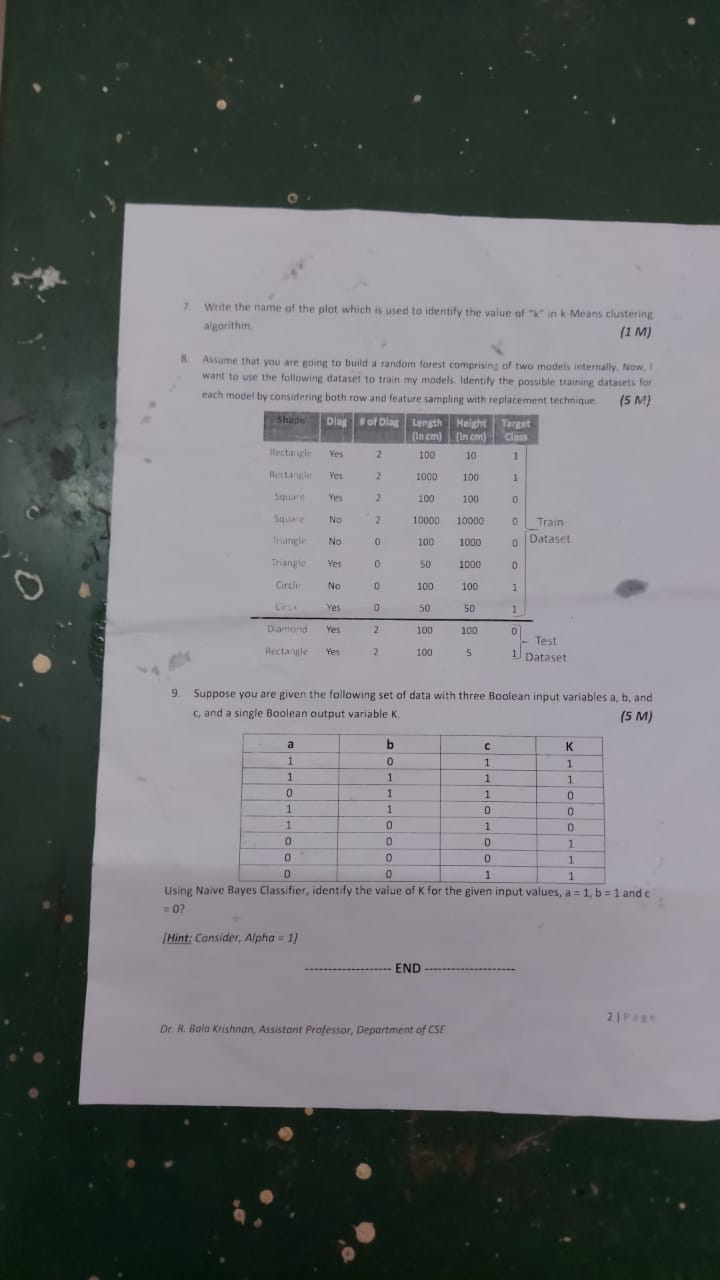 7. Write the name of the plot which is used to identify the value of "k" in k-Means clustering
algorithm. (1 M)
8. Assume that you are going to build a random forest comprising of two models internally. Now, I
want to use the following dataset to train my models. Identify the possible training datasets for
each model by considering both row and feature sampling with replacement technique. (5 M)
Shape Diag # of Diag Length (In cm) Height (In cm) Target Class
Rectangle Yes 2 100 10 1
Rectangle Yes 2 1000 100 1
Square Yes 2 100 100 0
Square No 2 10000 10000 0 Train
Triangle No 0 100 1000 0 Dataset
Triangle Yes 0 50 1000 0
Circle No 0 100 100 1
Circle Yes 0 50 50 1
Diamond Yes 2 100 100 0 Test
Rectangle Yes 2 100 5 1 Dataset
9. Suppose you are given the following set of data with three Boolean input variables a, b, and
c, and a single Boolean output variable K. (5 M)
a b c K
1 0 1 1
1 1 1 1
0 1 1 0
1 1 0 0
1 0 1 0
0 0 0 1
0 0 0 1
0 0 1 1
Using Naive Bayes Classifier, identify the value of K for the given input values, a = 1, b = 1 and c
= 0?
[Hint: Consider, Alpha = 1]
-------------------- END --------------------
2 | Page
Dr. R. Bala Krishnan, Assistant Professor, Department of CSE